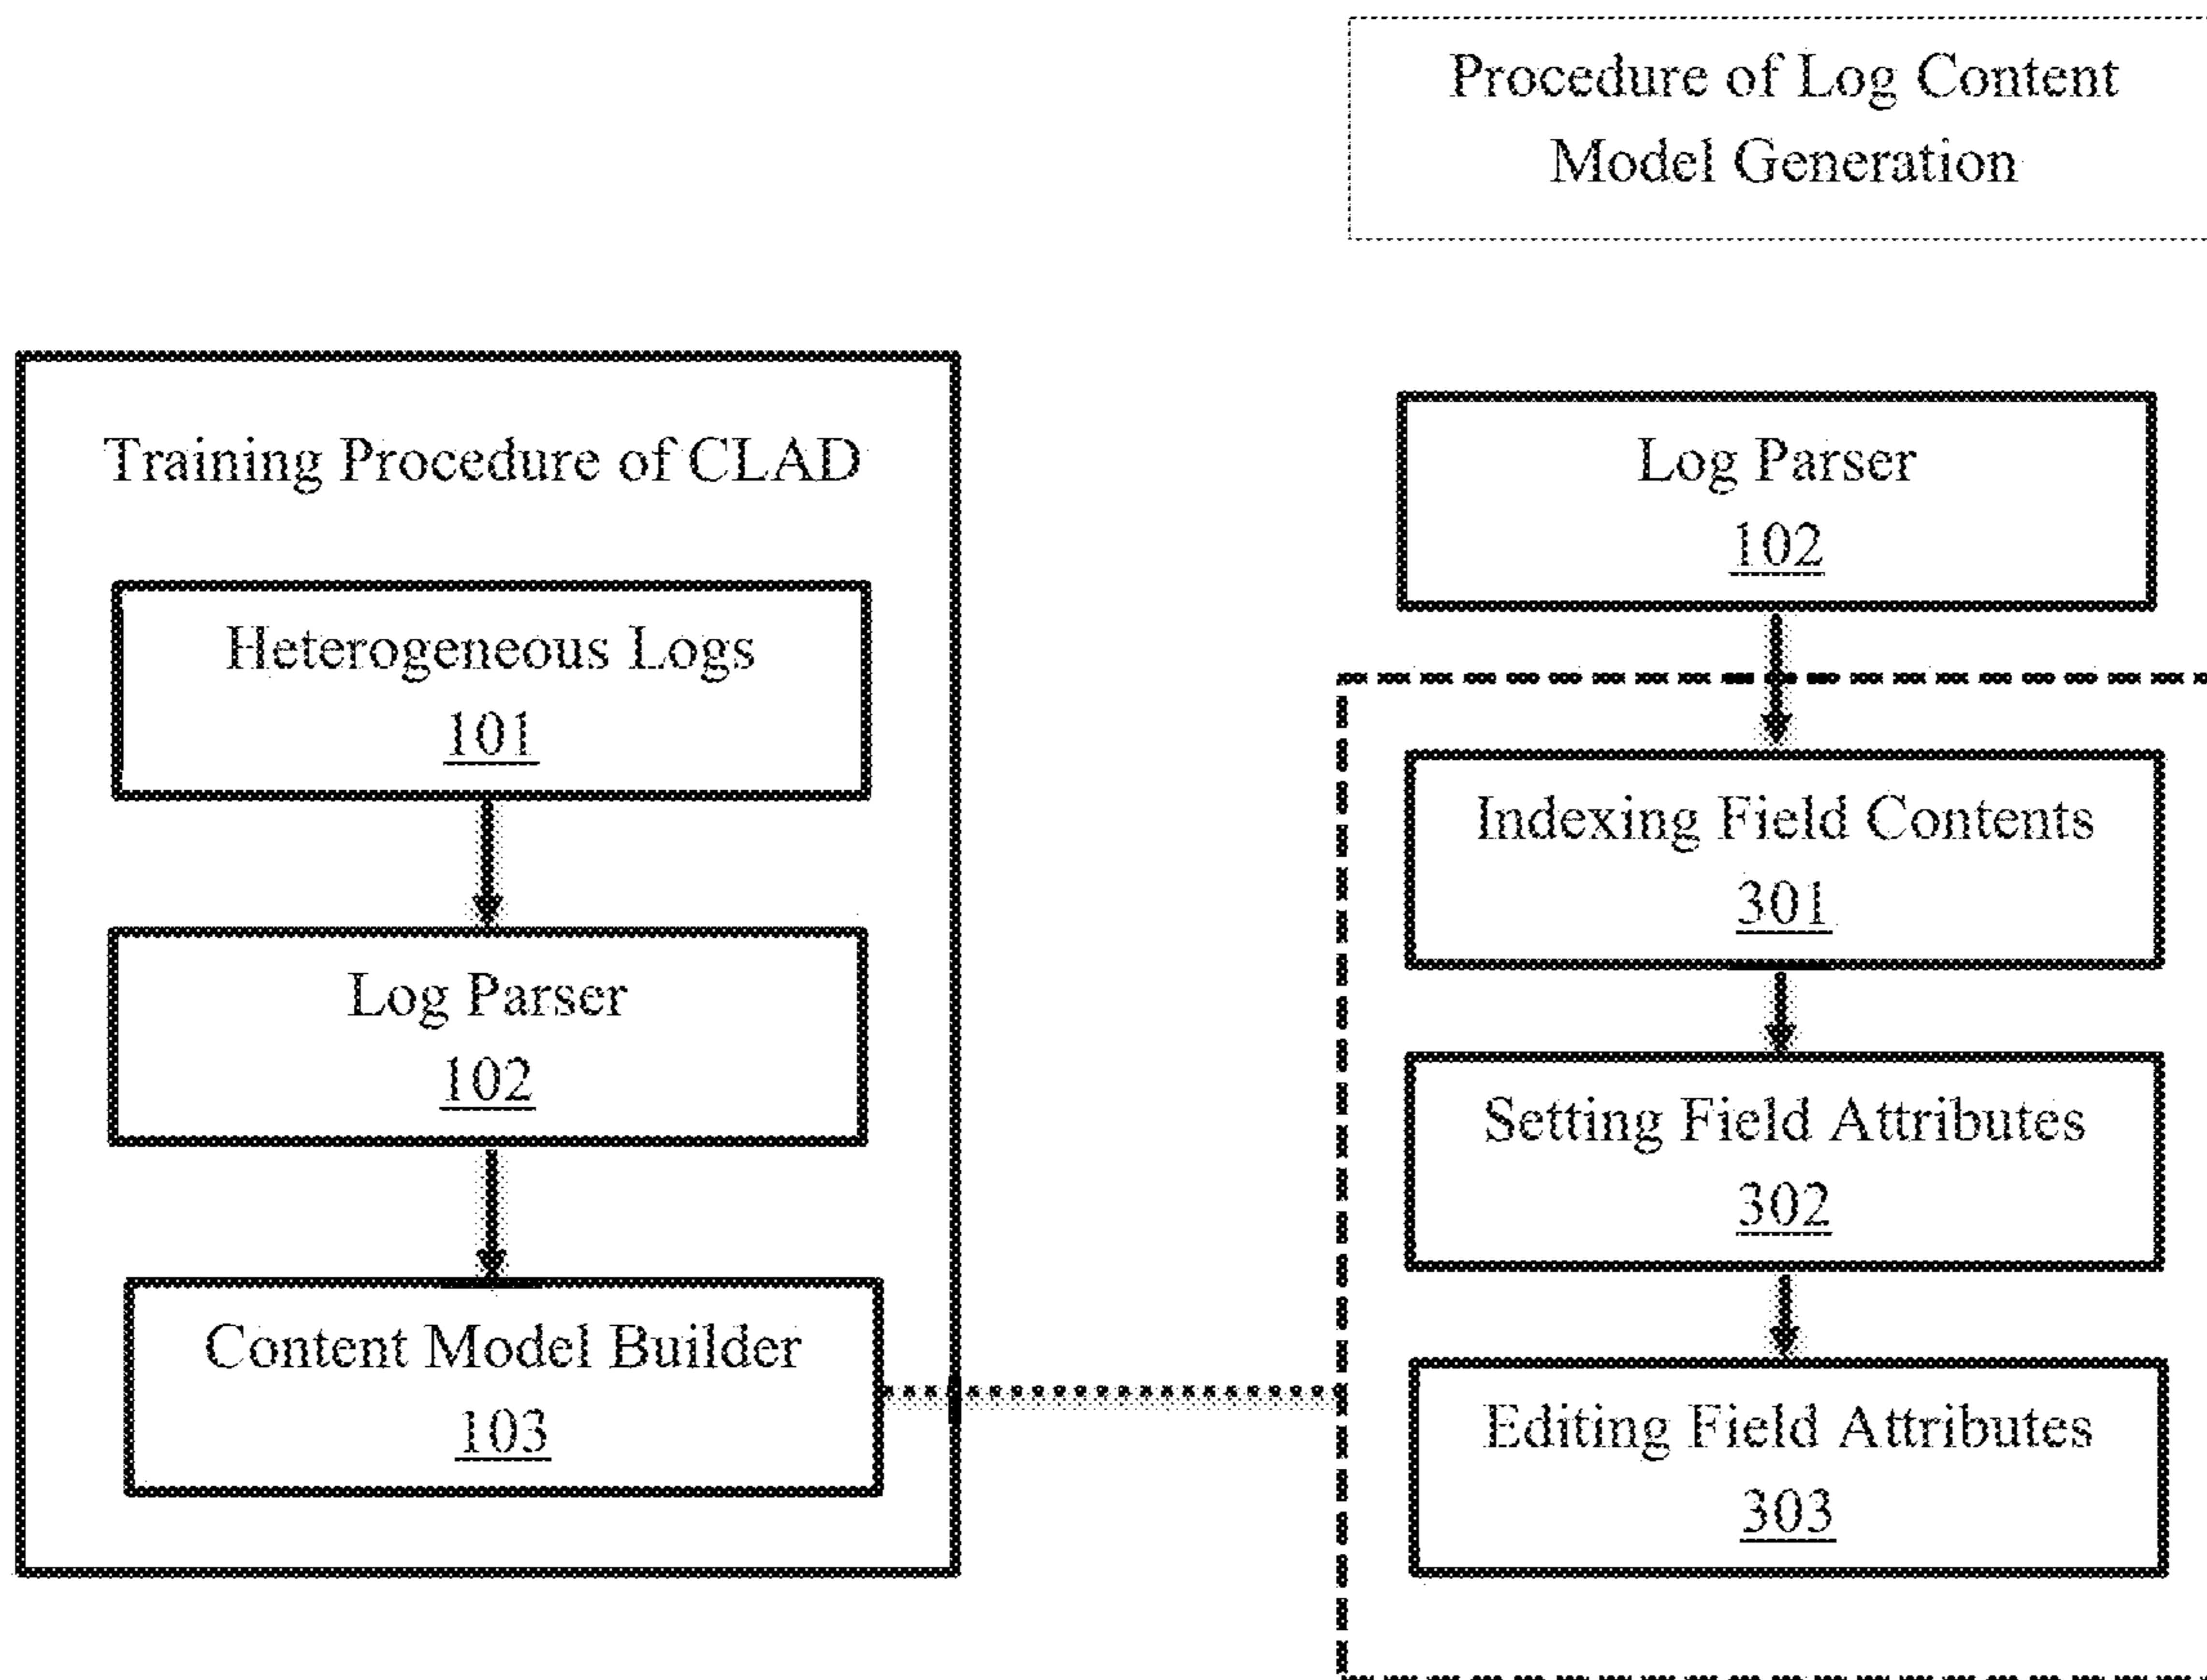 Procedure of Log Content
Model Generation
Training Procedure of CLAD
Heterogeneous Logs
101
Log Parser
102
Content Model Builder
103
Log Parser
102
Indexing Field Contents
301
Setting Field Attributes
302
Editing Field Attributes
303